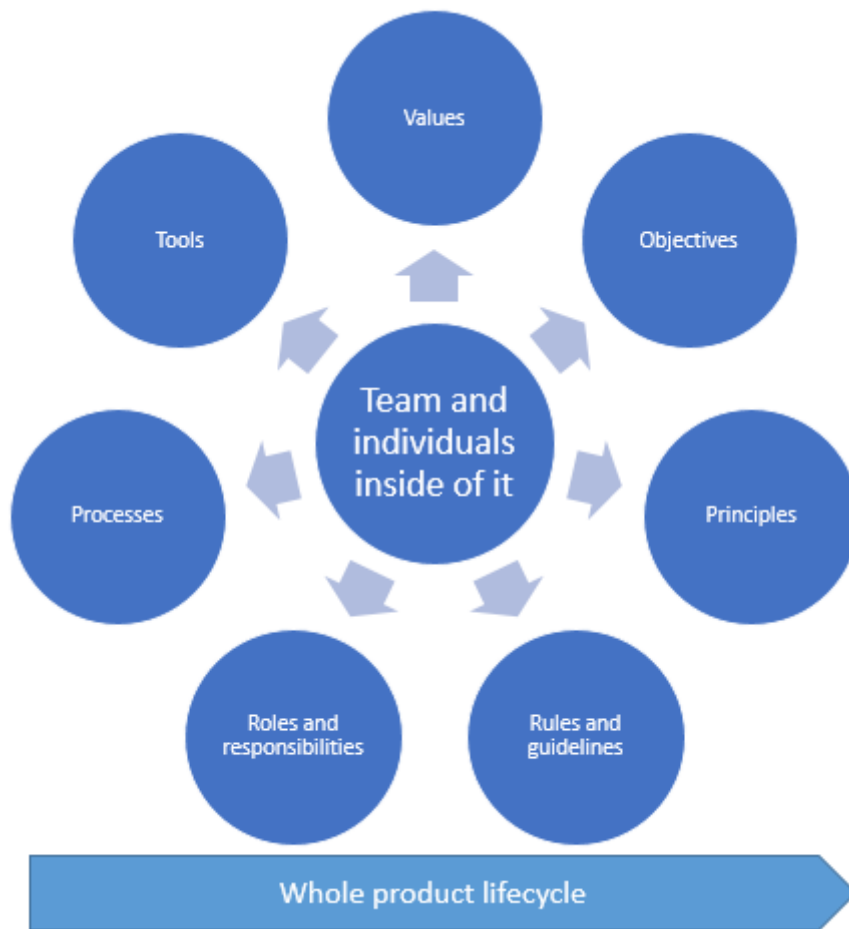 Values
Tools
Objectives
Team and
individuals
inside of it
Processes
Principles
Roles and
responsibilities
Rules and
guidelines
Whole product lifecycle